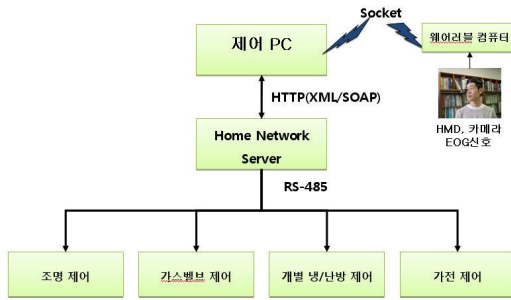 Socket
제어 PC
웨어러블 컴퓨터
HTTP(XML/SOAP)
HMD, 카메라
EOG신호
Home Network
Server
RS-485
조명 제어
가스벨브 제어
개별 냉/난방 제어
가전 제어